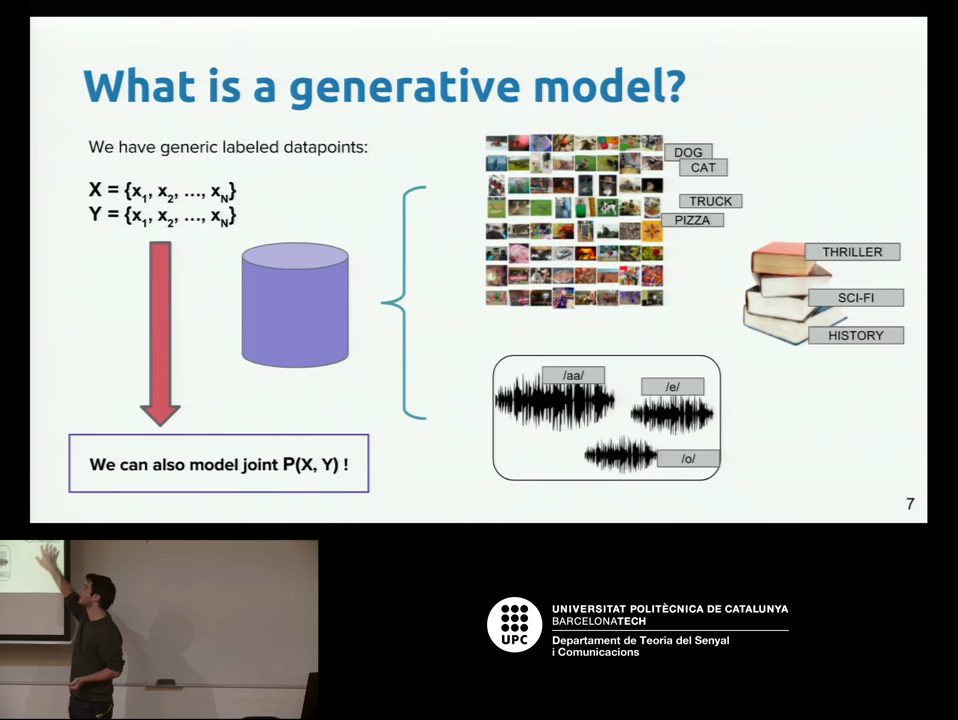 What is a generative model?
We have generic labeled datapoints:
X = {x1, x2, …, xN}
Y = {x1, x2, …, xN}
We can also model joint P(X, Y) !
DOG
CAT
TRUCK
PIZZA
THRILLER
SCI-FI
HISTORY
/aa/
/e/
/o/
7
UPC
UNIVERSITAT POLITÈCNICA DE CATALUNYA
BARCELONATECH
Departament de Teoria del Senyal
i Comunicacions